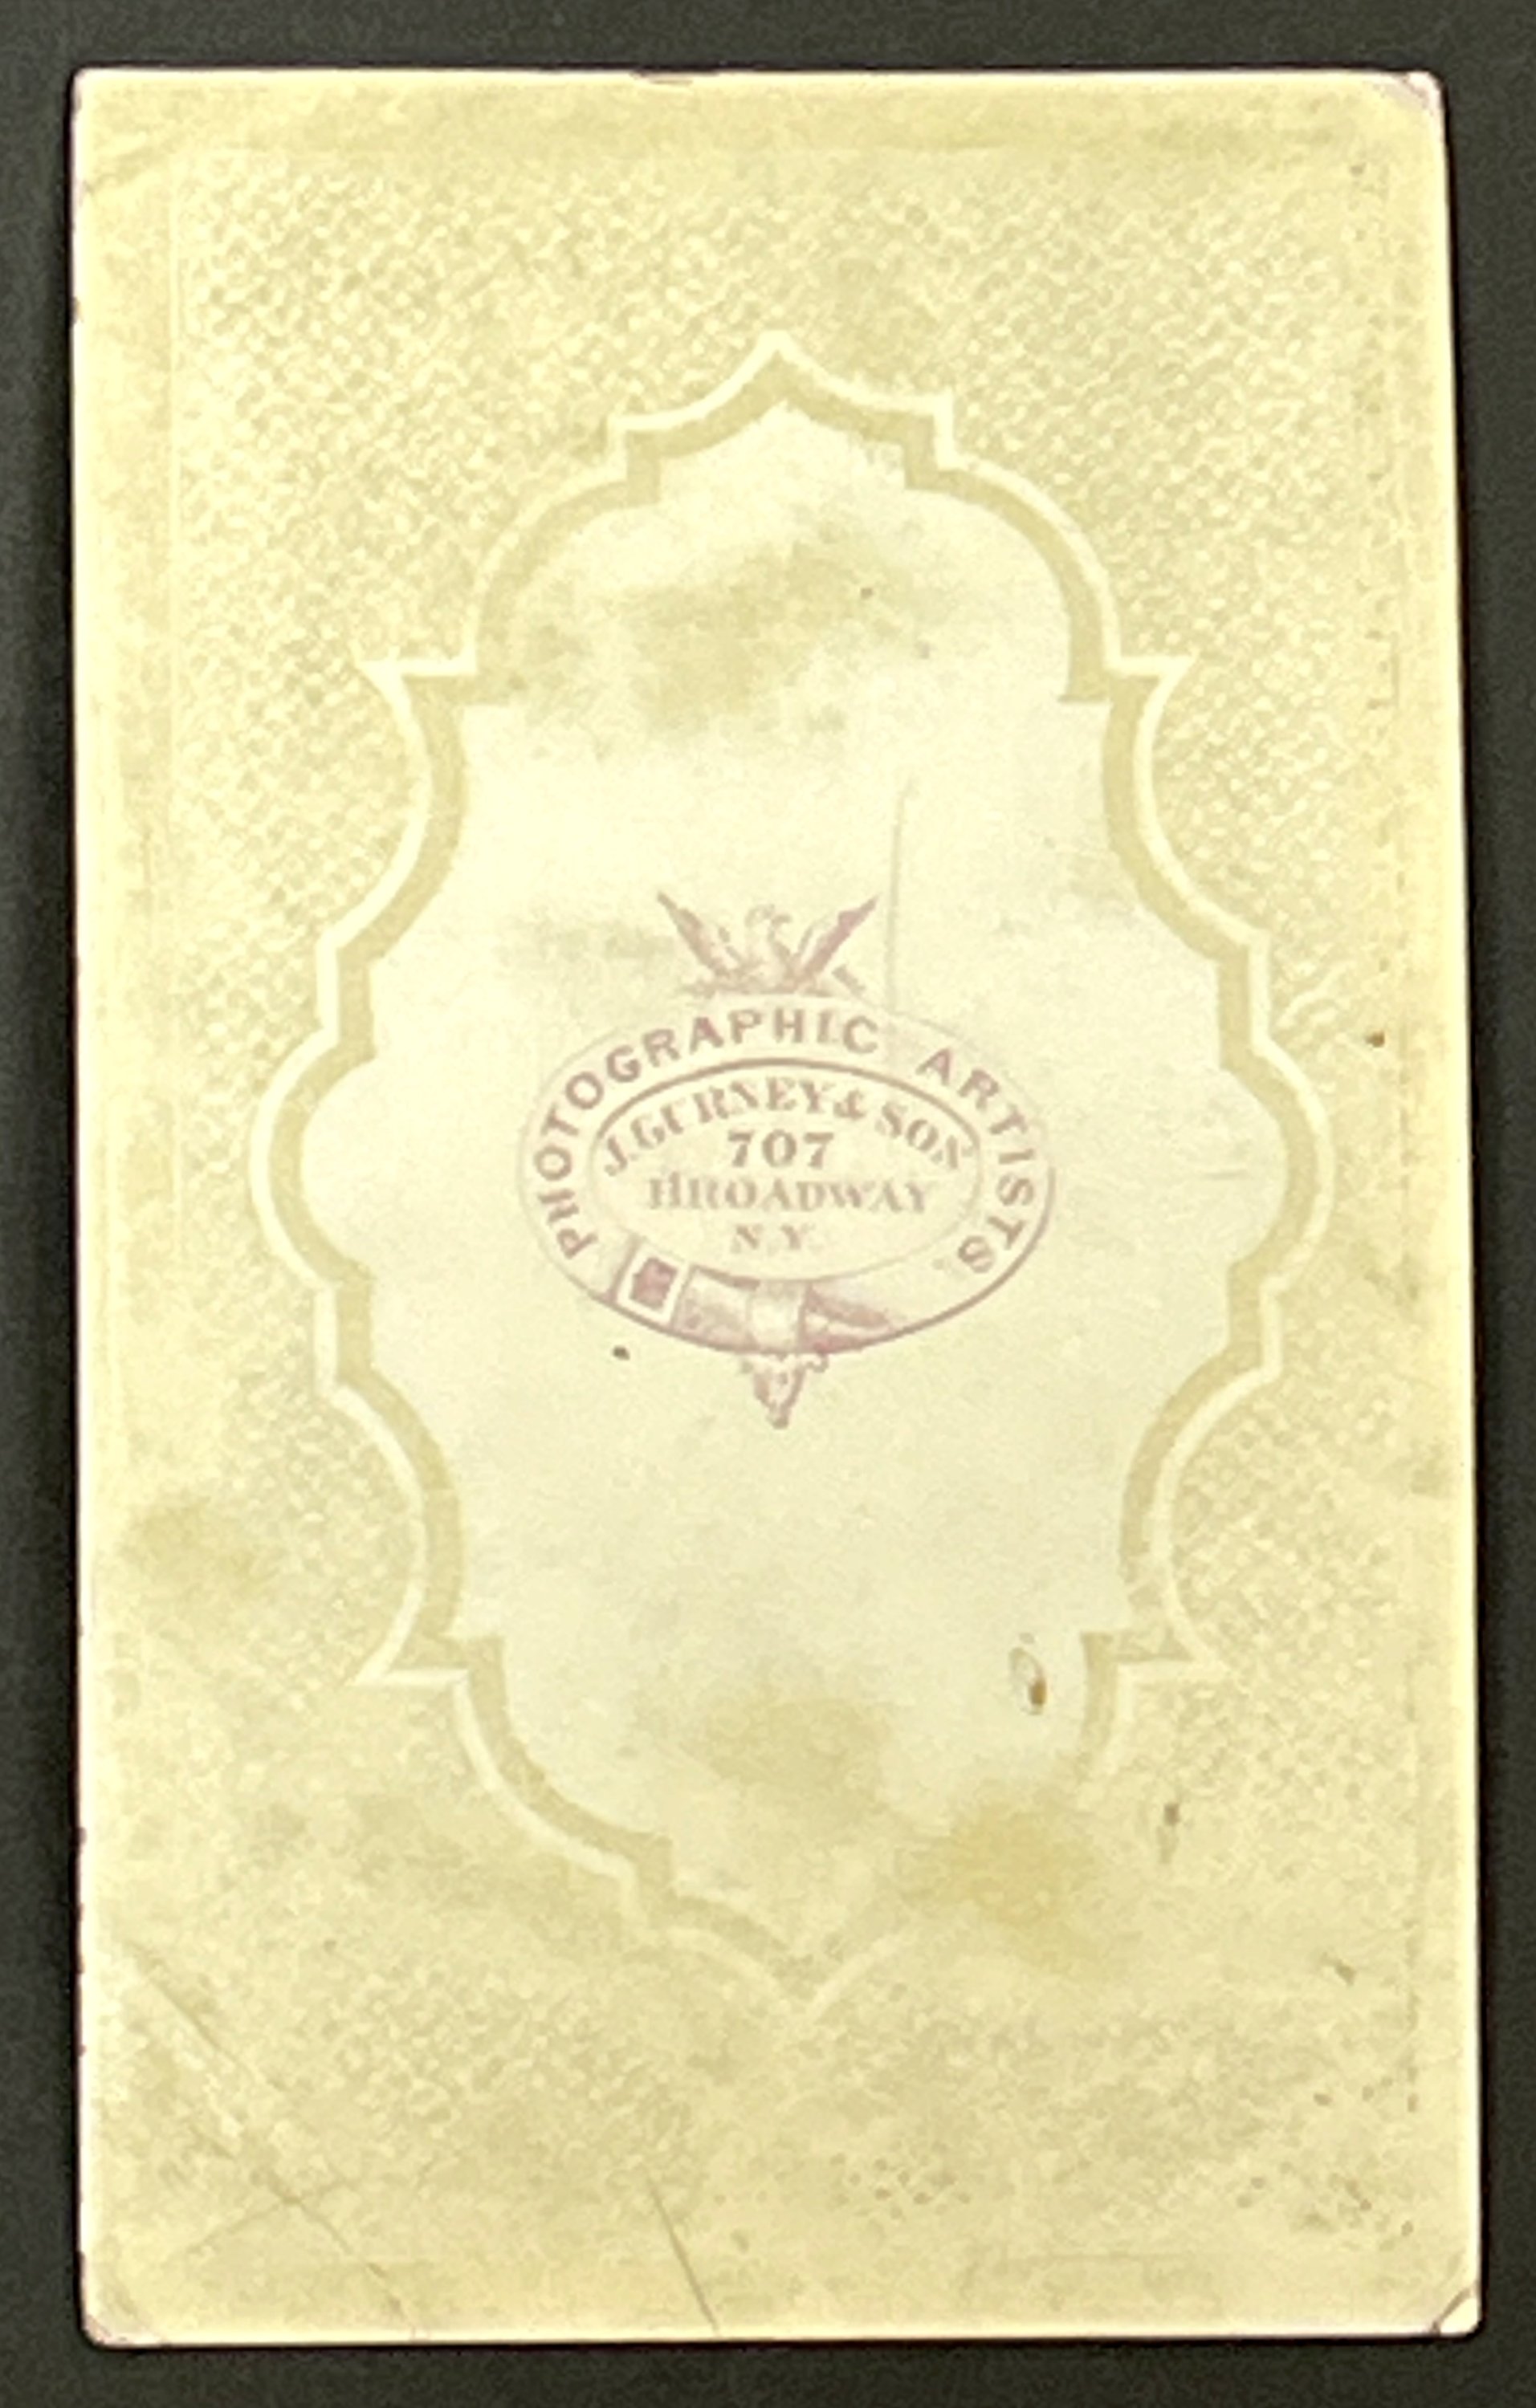 PHOTOGRAPHIC ARTISTS.
J. GURNEY & SON
707
BROADWAY
N.Y.